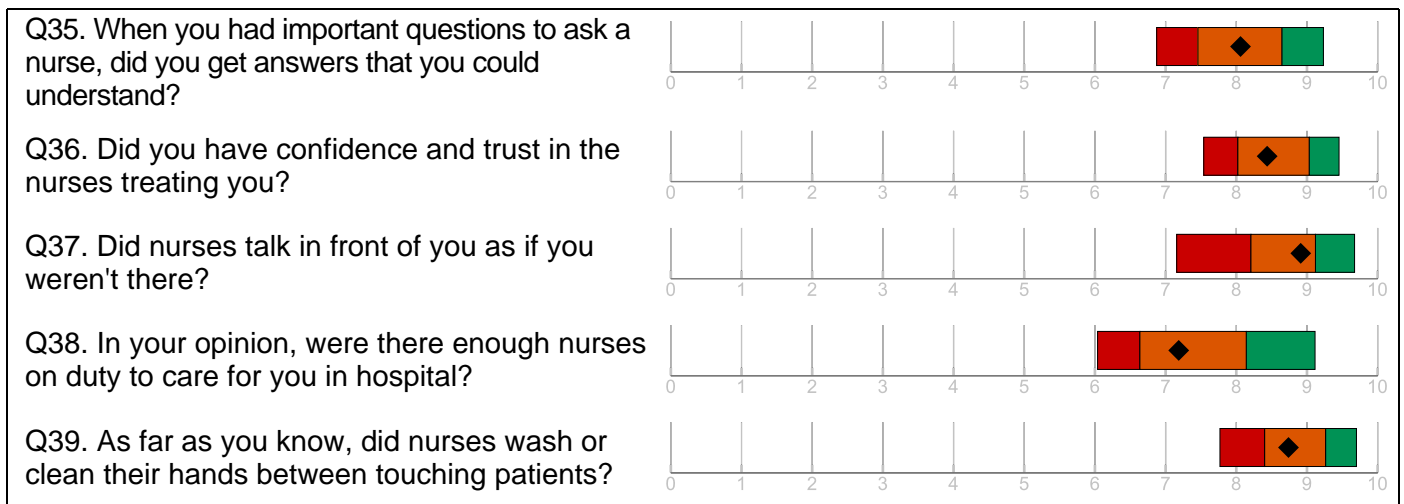 Q35. When you had important questions to ask a
nurse, did you get answers that you could
understand?
0 1 2 3 4 5 6 7 8 9 10
Q36. Did you have confidence and trust in the
nurses treating you?
0 1 2 3 4 5 6 7 8 9 10
Q37. Did nurses talk in front of you as if you
weren't there?
0 1 2 3 4 5 6 7 8 9 10
Q38. In your opinion, were there enough nurses
on duty to care for you in hospital?
0 1 2 3 4 5 6 7 8 9 10
Q39. As far as you know, did nurses wash or
clean their hands between touching patients?
0 1 2 3 4 5 6 7 8 9 10